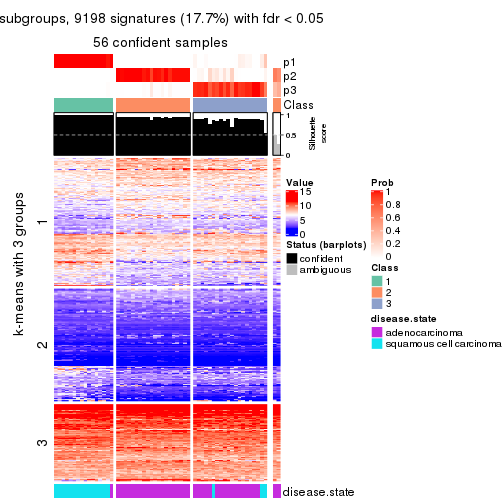 subgroups, 9198 signatures (17.7%) with fdr < 0.05
56 confident samples
p1
p2
p3
Class
1
0.5
0
Silhouette
score
k-means with 3 groups
1
2
3
Value
15
10
5
0
Status (barplots)
confident
ambiguous
Prob
1
0.8
0.6
0.4
0.2
0
Class
1
2
3
disease.state
adenocarcinoma
squamous cell carcinoma
disease.state